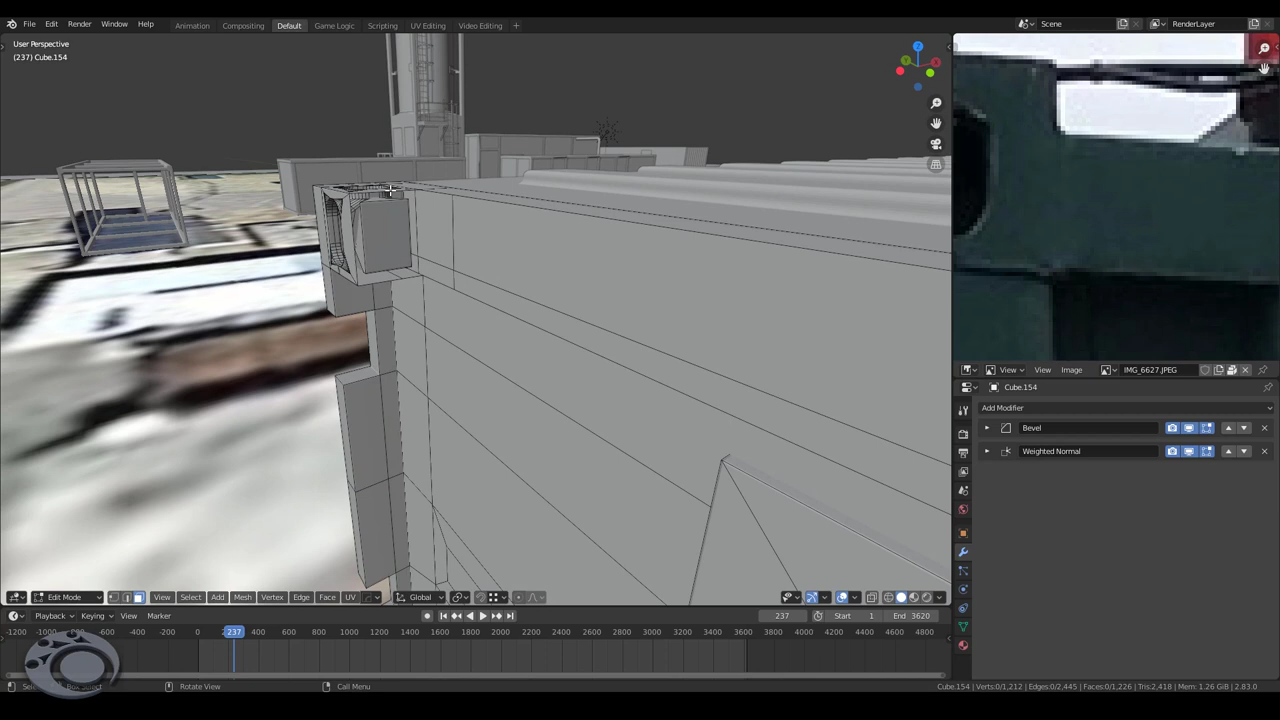 File Edit Render Window Help
Animation Compositing Default Game Logic Scripting UV Editing Video Editing +
Scene
RenderLayer
User Perspective
(237) Cube.154
Z
View View Image IMG_6627.JPEG
Cube.154
Add Modifier
Bevel
Weighted Normal
Edit Mode View Select Add Mesh Vertex Edge Face UV Global
Playback Keying View Marker 237 Start 1 End 3620
-1200 -1000 -800 -600 -400 -200 0 237 400 600 800 1000 1200 1400 1600 1800 2000 2200 2400 2600 2800 3000 3200 3400 3600 3800 4000 4200 4400 4600 4800
Rotate View Call Menu Cube.154 | Verts:0/1,212 | Edges:0/2,445 | Faces:0/1,226 | Tris:2,418 | Mem: 1.26 GiB | 2.83.0